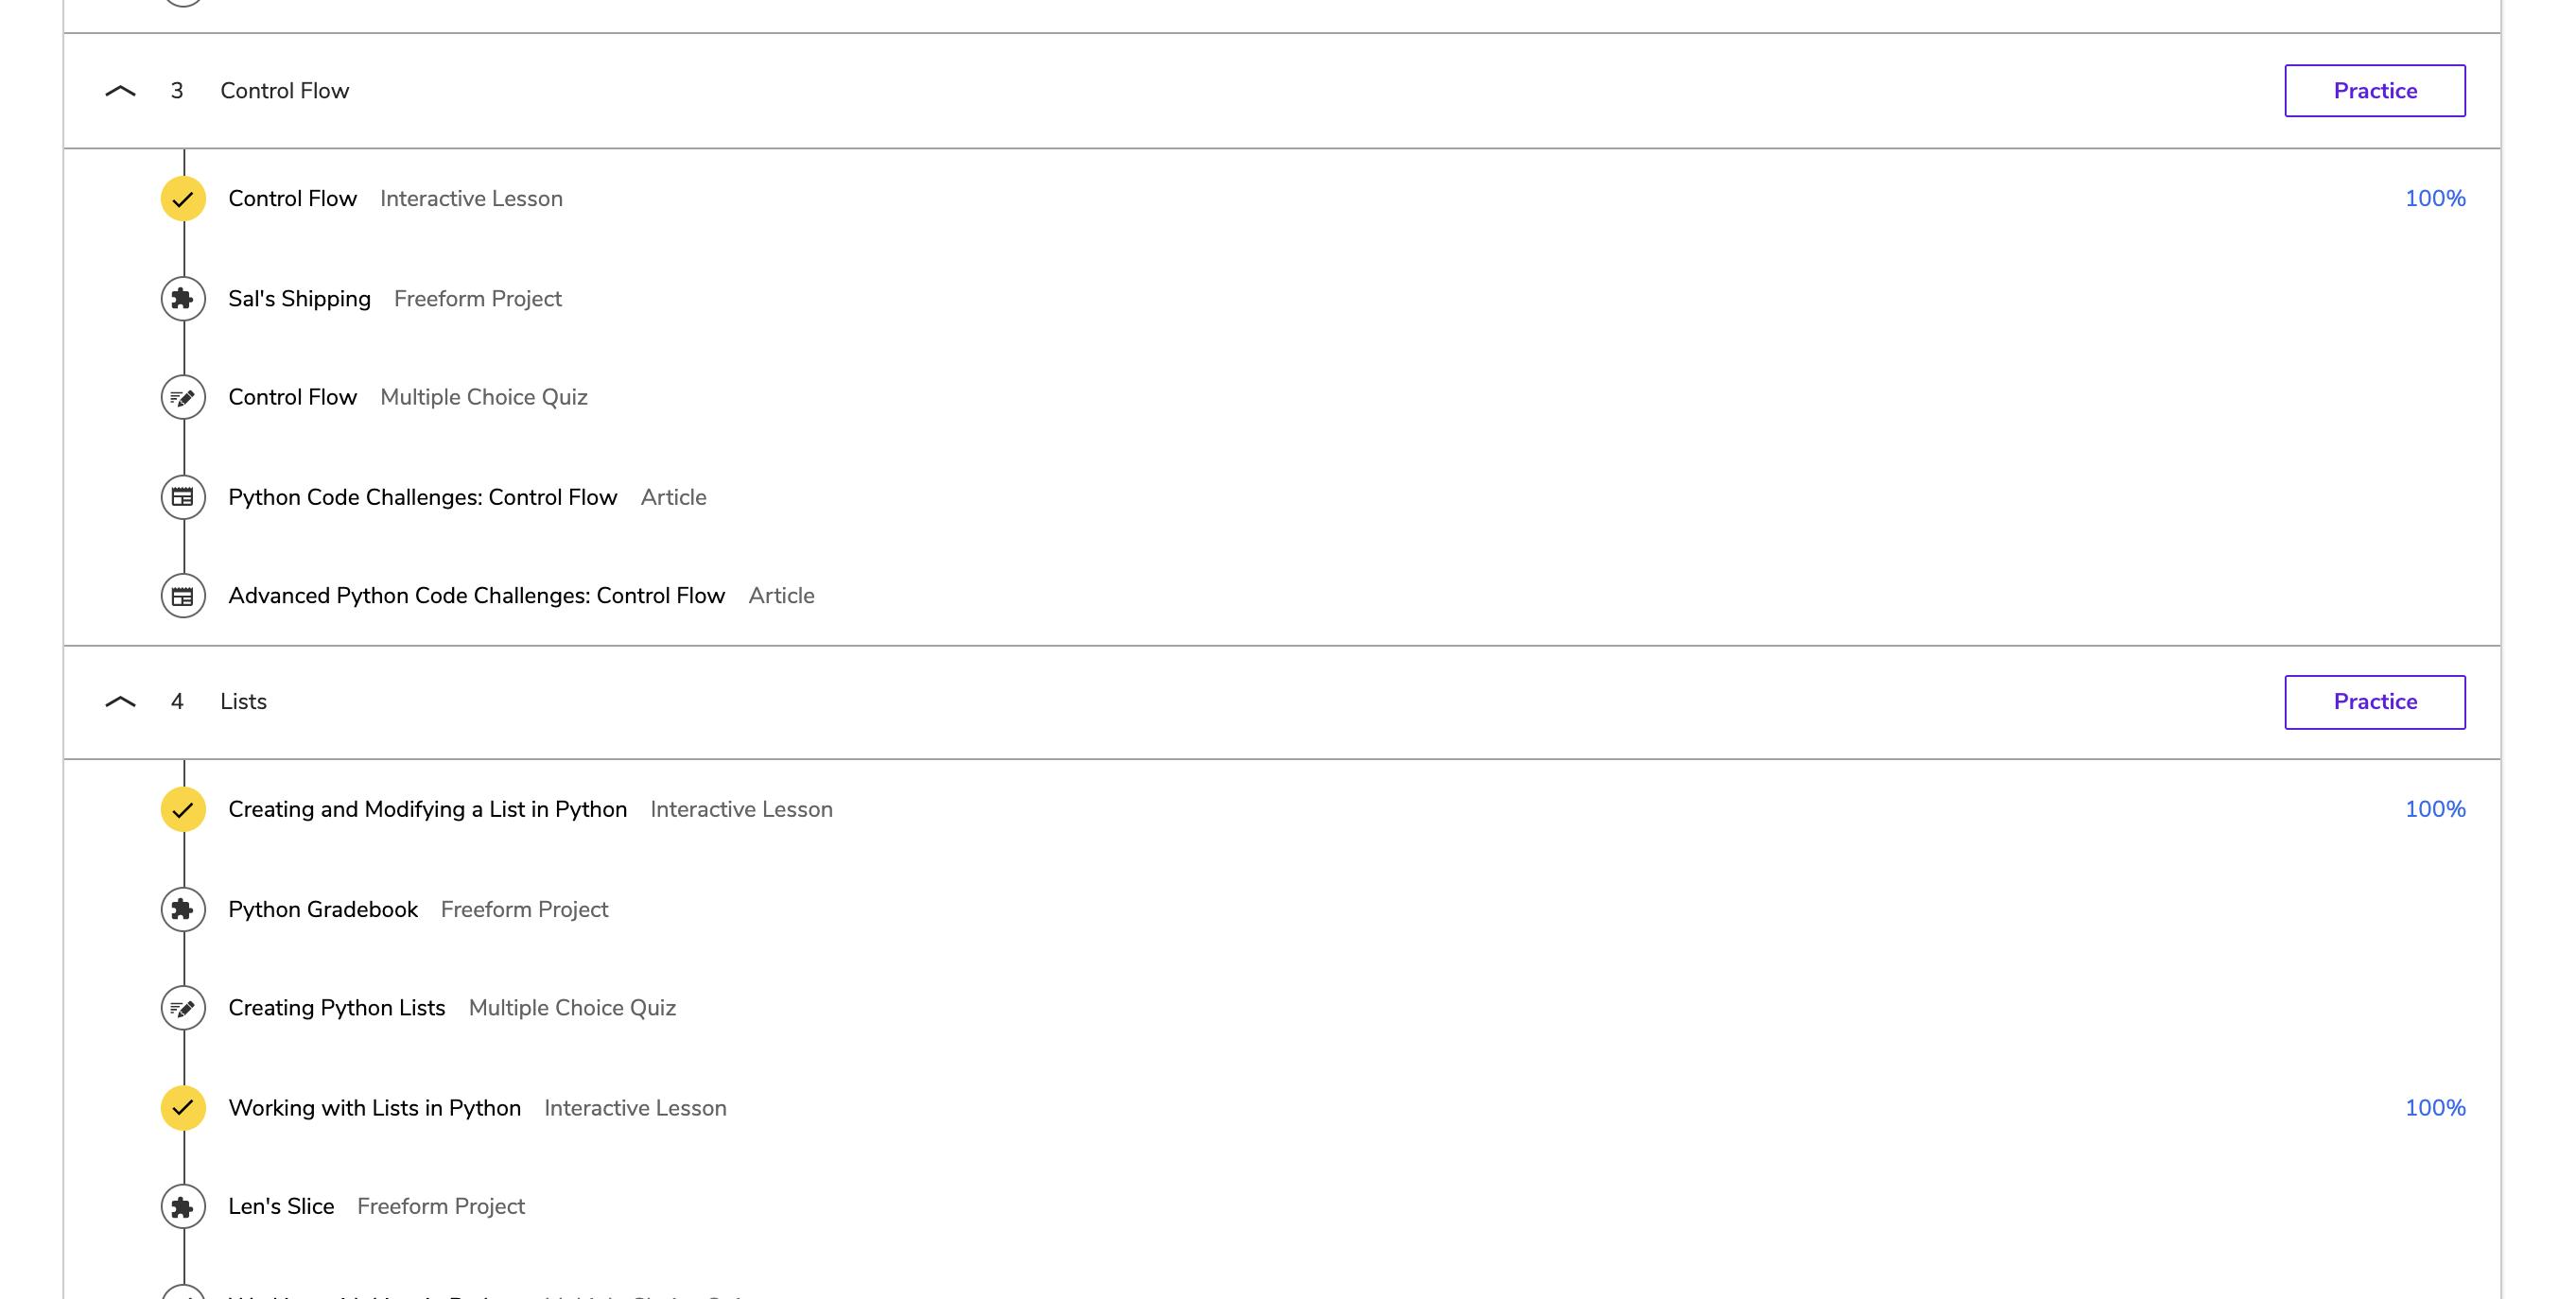 3 Control Flow Practice
Control Flow Interactive Lesson 100%
Sal's Shipping Freeform Project
Control Flow Multiple Choice Quiz
Python Code Challenges: Control Flow Article
Advanced Python Code Challenges: Control Flow Article
4 Lists Practice
Creating and Modifying a List in Python Interactive Lesson 100%
Python Gradebook Freeform Project
Creating Python Lists Multiple Choice Quiz
Working with Lists in Python Interactive Lesson 100%
Len's Slice Freeform Project